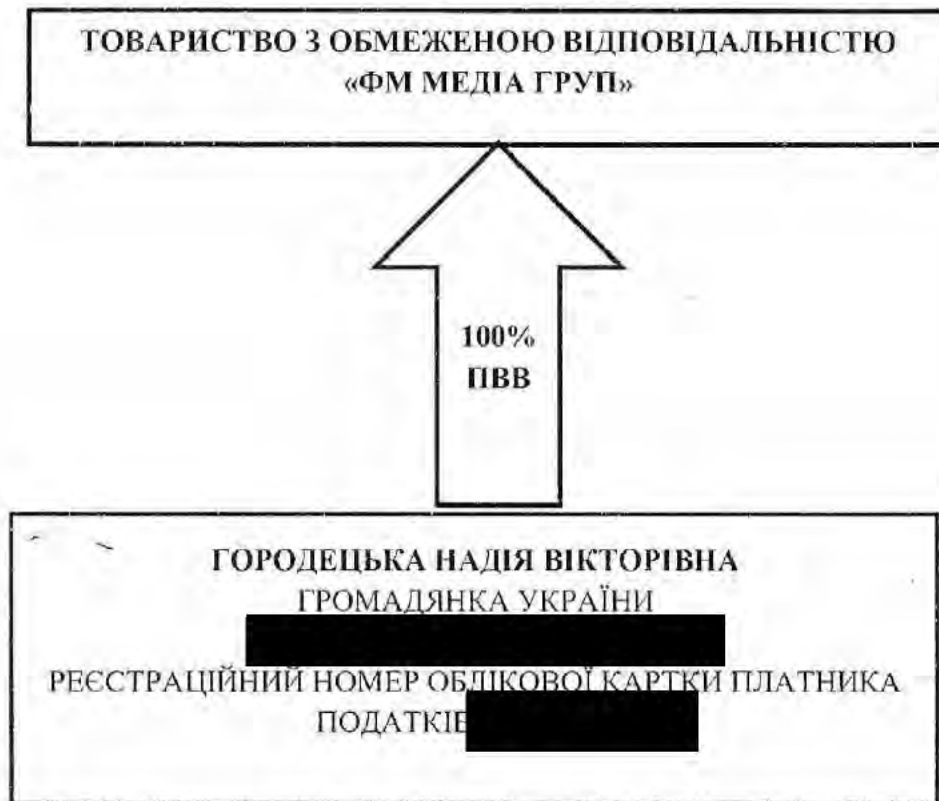 ТОВАРИСТВО З ОБМЕЖЕНОЮ ВІДПОВІДАЛЬНІСТЮ
«ФМ МЕДІА ГРУП»
100%
ПВВ
ГОРОДЕЦЬКА НАДІЯ ВІКТОРІВНА
ГРОМАДЯНКА УКРАЇНИ
РЕЄСТРАЦІЙНИЙ НОМЕР ОБЛІКОВОЇ КАРТКИ ПЛАТНИКА
ПОДАТКІВ